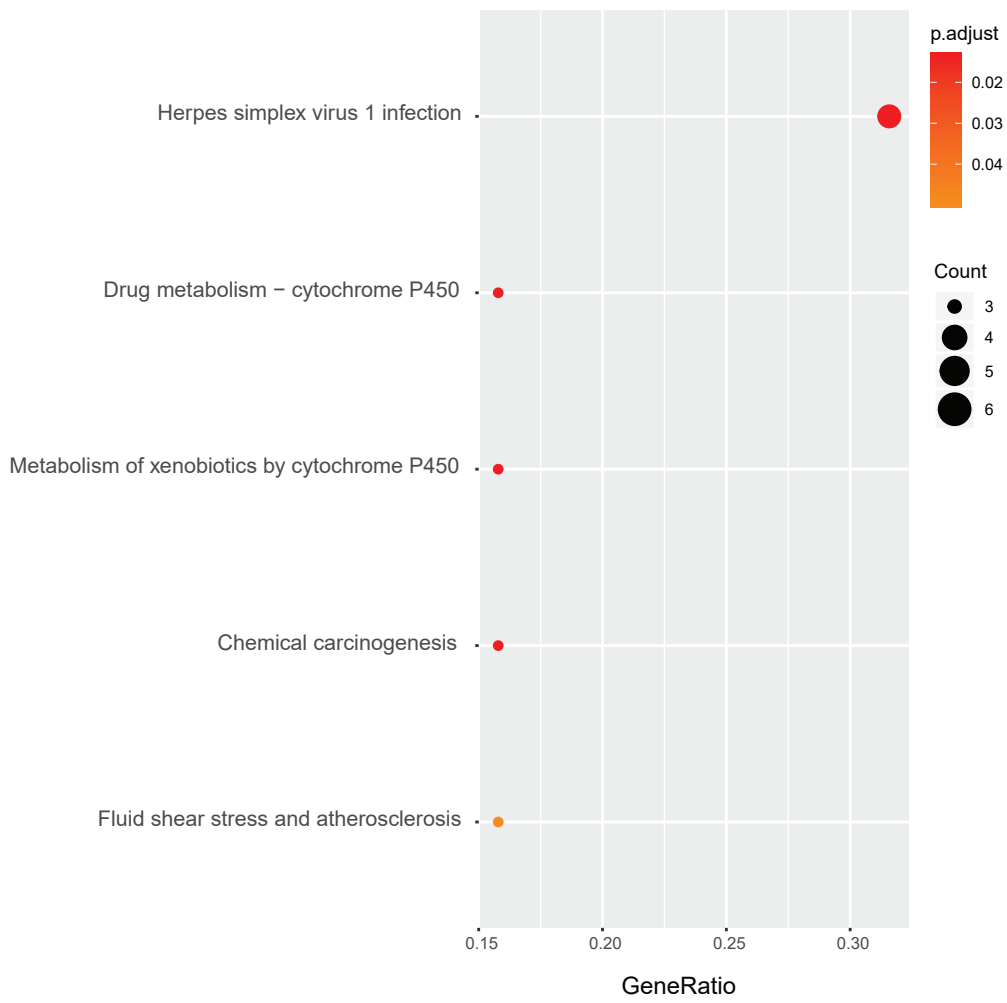 Herpes simplex virus 1 infection
Drug metabolism − cytochrome P450
Metabolism of xenobiotics by cytochrome P450
Chemical carcinogenesis
Fluid shear stress and atherosclerosis
0.15 0.20 0.25 0.30
GeneRatio
p.adjust
0.02
0.03
0.04
Count
3
4
5
6